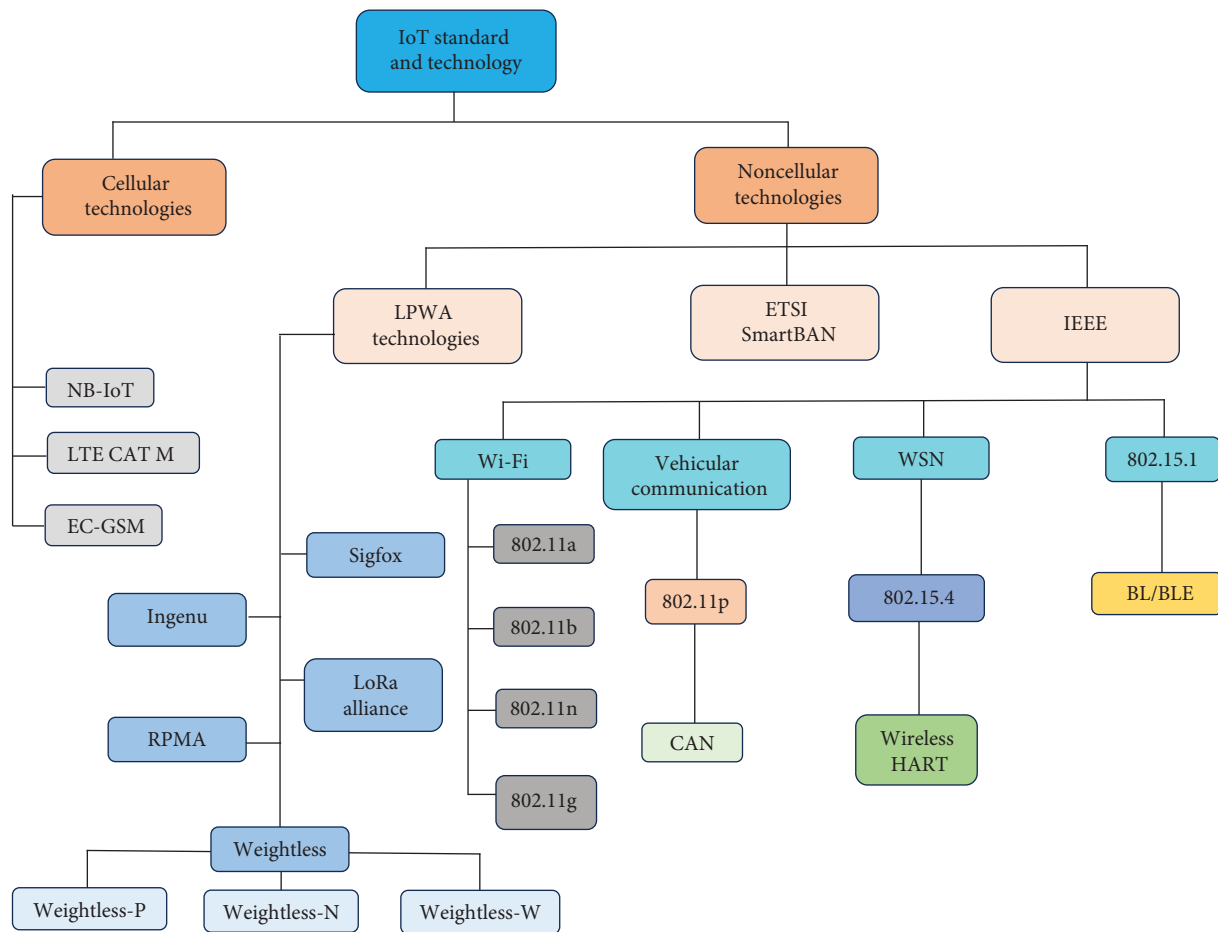 IoT standard
and technology
Cellular
technologies
Noncellular
technologies
LPWA
technologies
ETSI
SmartBAN
IEEE
NB-IoT
LTE CAT M
EC-GSM
Wi-Fi
Vehicular
communication
WSN
802.15.1
Sigfox
Ingenu
LoRa
alliance
RPMA
802.11a
802.11b
802.11n
802.11g
802.11p
CAN
802.15.4
Wireless
HART
BL/BLE
Weightless
Weightless-P
Weightless-N
Weightless-W